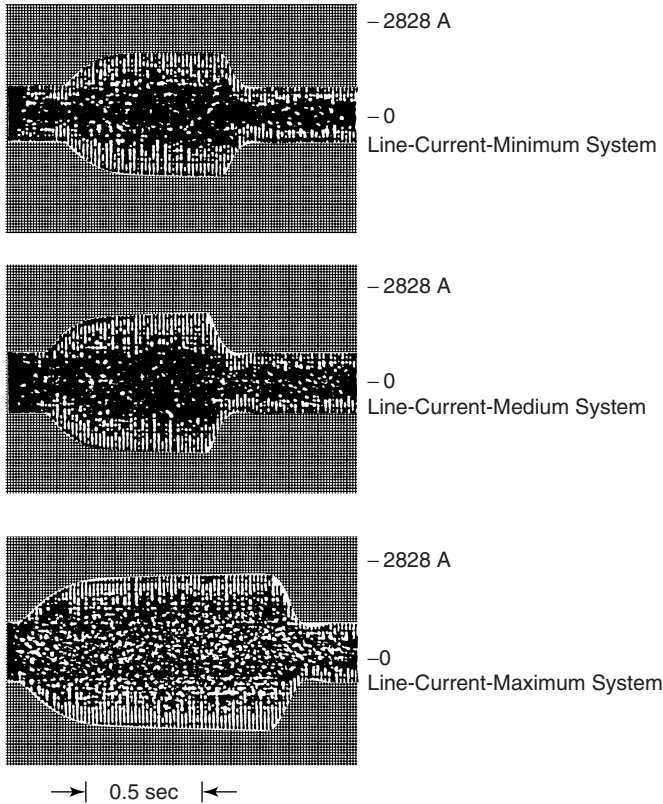 – 2828 A
– 0
Line-Current-Minimum System
– 2828 A
– 0
Line-Current-Medium System
– 2828 A
–0
Line-Current-Maximum System
0.5 sec